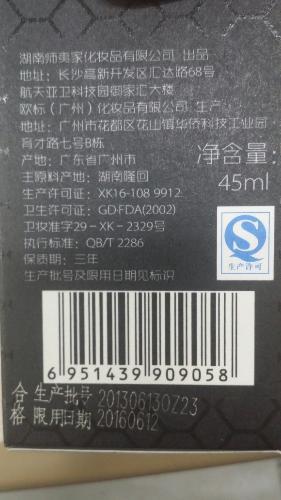 湖南师夷家化妆品有限公司 出品
地址：长沙高新开发区汇达路68号
航天亚卫科技园御家汇大楼
欧标（广州）化妆品有限公司 生产
地址：广州市花都区花山镇华侨科技工业园
育才路七号B栋
产地：广东省广州市
主原料产地：湖南隆回
生产许可证：XK16-108 9912
卫生许可证：GD·FDA(2002)
卫妆准字29-XK-2329号
执行标准：QB/T 2286
保质期：三年
生产批号及限用日期见标识
净含量：
45ml
生产许可
6 951439 909058
合 生产批号 20130613OZ23
格 限用日期 20160612